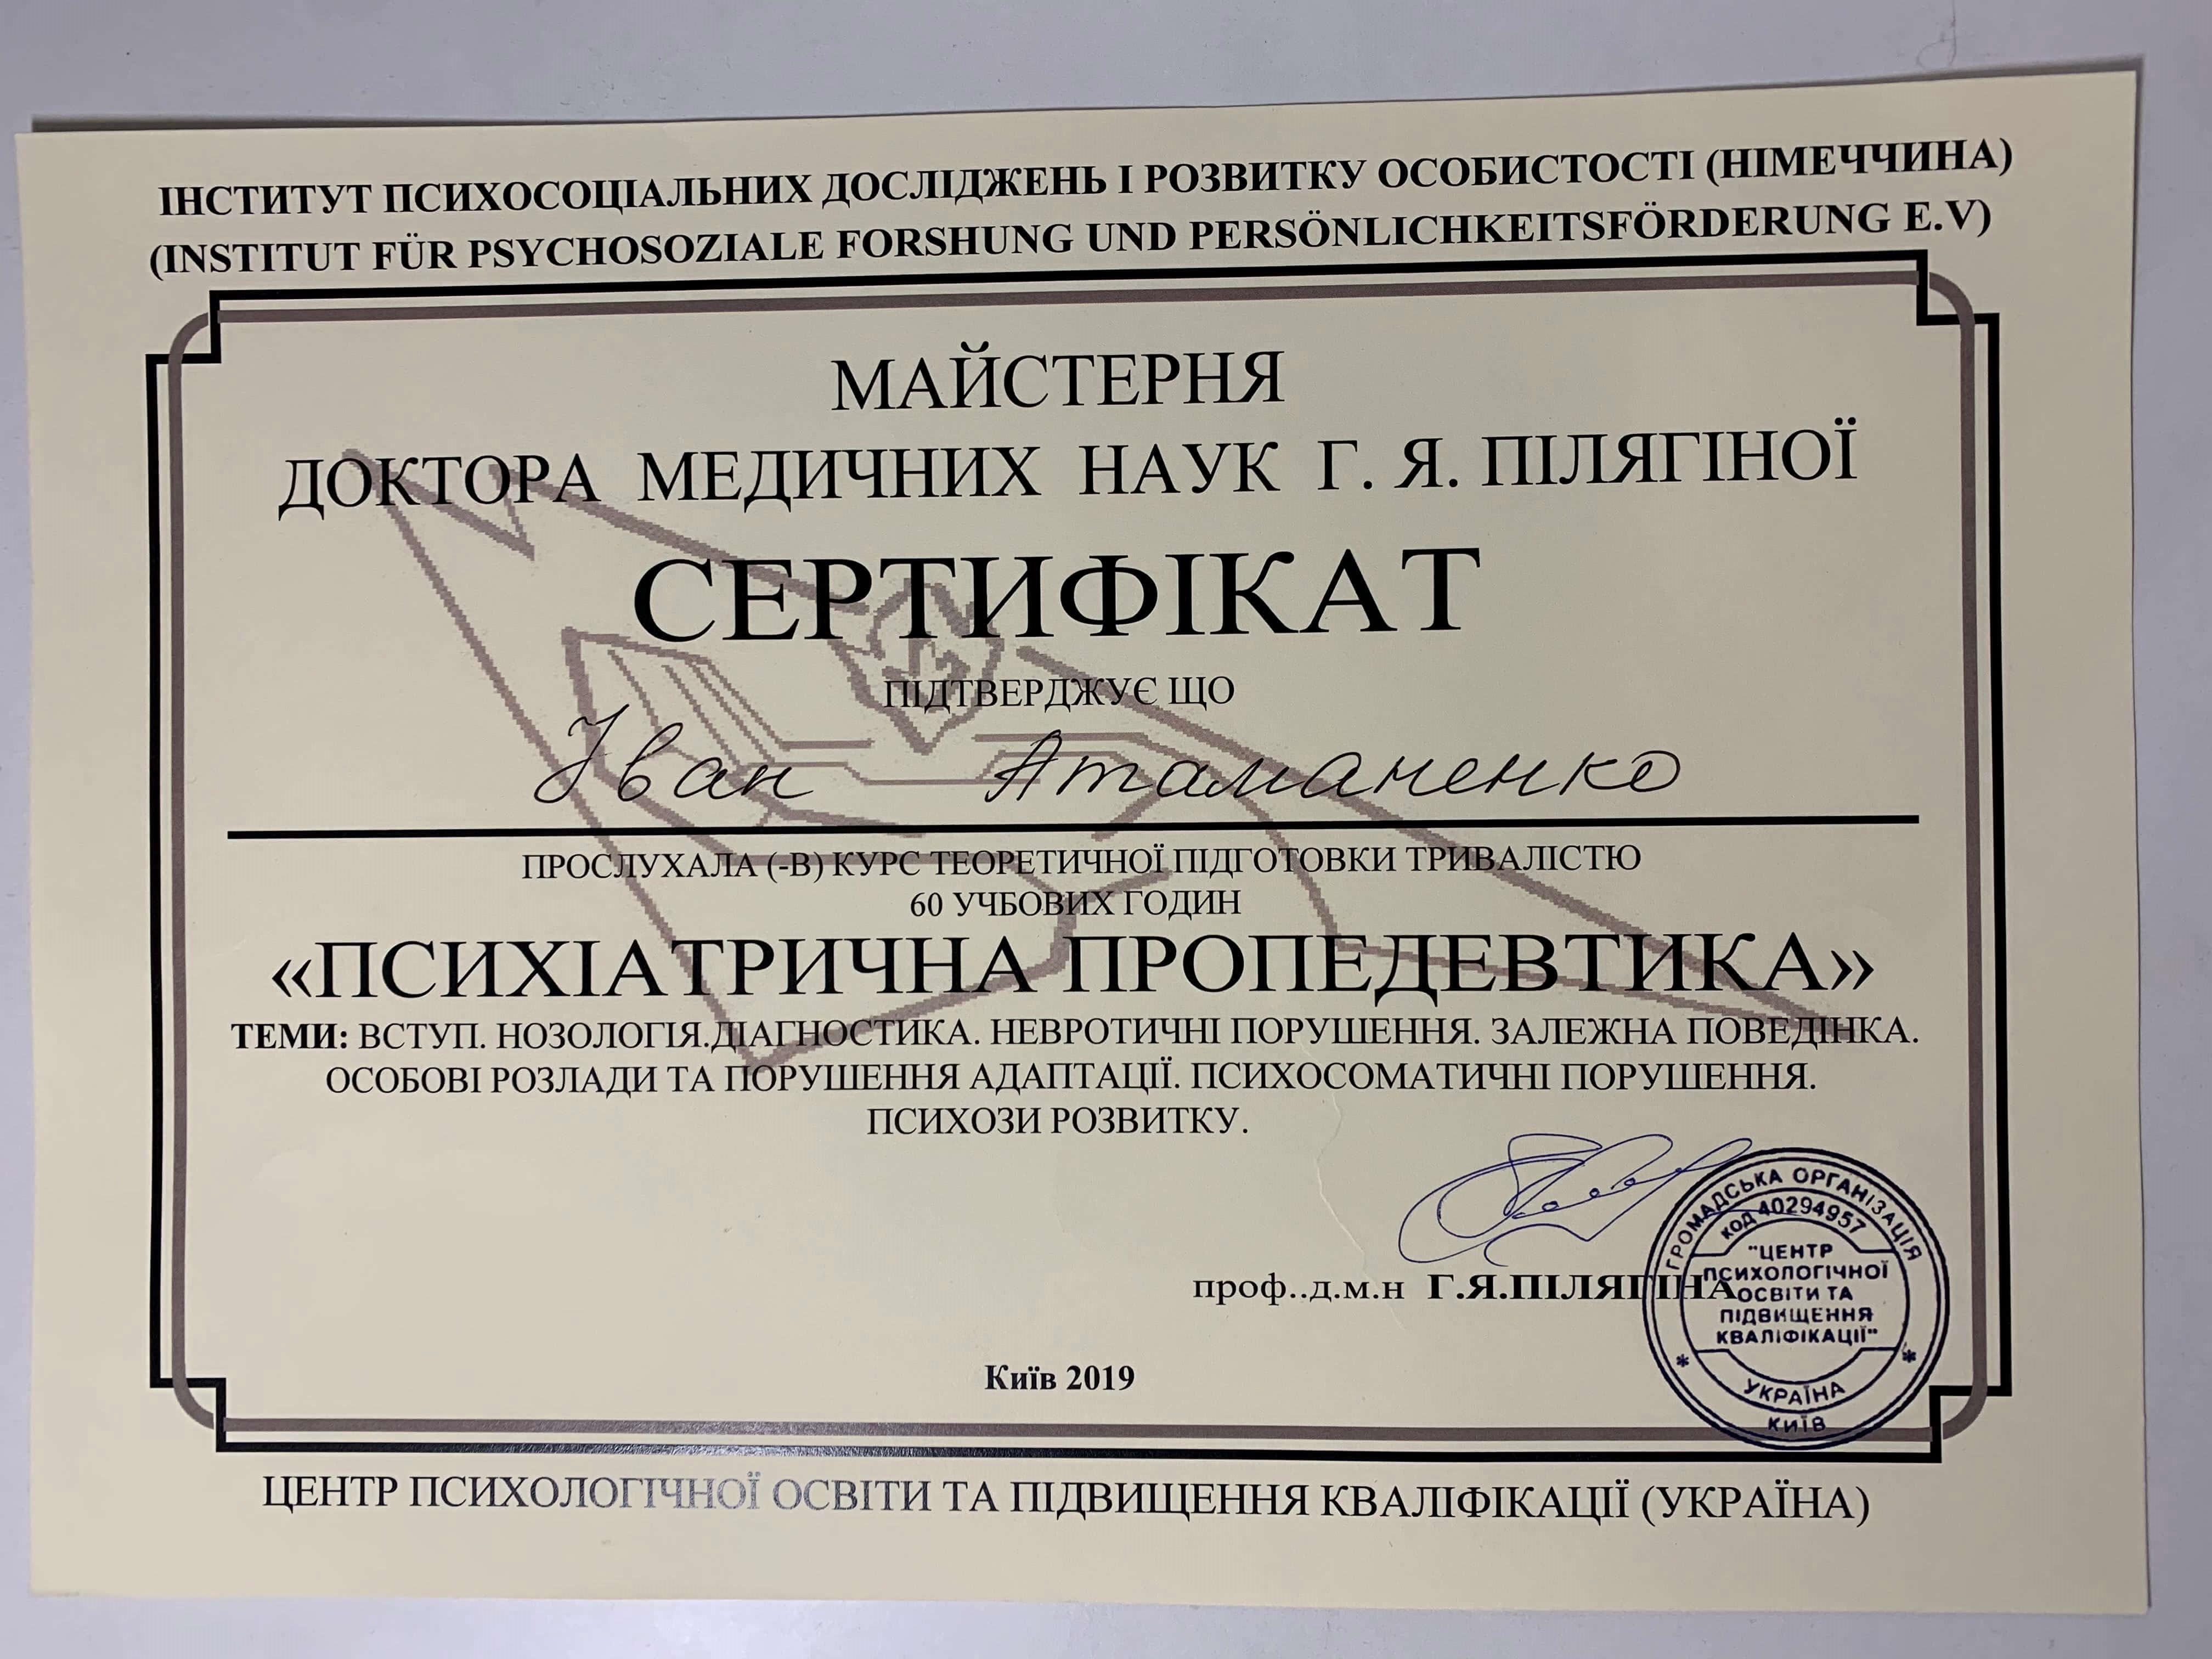 ІНСТИТУТ ПСИХОСОЦІАЛЬНИХ ДОСЛІДЖЕНЬ І РОЗВИТКУ ОСОБИСТОСТІ (НІМЕЧЧИНА)
(INSTITUT FÜR PSYCHOSOZIALE FORSHUNG UND PERSÖNLICHKEITSFÖRDERUNG E.V)
МАЙСТЕРНЯ
ДОКТОРА МЕДИЧНИХ НАУК Г. Я. ПІЛЯГІНОЇ
СЕРТИФІКАТ
ПІДТВЕРДЖУЄ ЩО
Іван Атаманенко
ПРОСЛУХАЛА (-В) КУРС ТЕОРЕТИЧНОЇ ПІДГОТОВКИ ТРИВАЛІСТЮ
60 УЧБОВИХ ГОДИН
«ПСИХІАТРИЧНА ПРОПЕДЕВТИКА»
ТЕМИ: ВСТУП. НОЗОЛОГІЯ.ДІАГНОСТИКА. НЕВРОТИЧНІ ПОРУШЕННЯ. ЗАЛЕЖНА ПОВЕДІНКА.
ОСОБОВІ РОЗЛАДИ ТА ПОРУШЕННЯ АДАПТАЦІЇ. ПСИХОСОМАТИЧНІ ПОРУШЕННЯ.
ПСИХОЗИ РОЗВИТКУ.
проф..д.м.н Г.Я.ПІЛЯГІНА
ГРОМАДСЬКА ОРГАНІЗАЦІЯ
код 40294957
"ЦЕНТР
ПСИХОЛОГІЧНОЇ
ОСВІТИ ТА
ПІДВИЩЕННЯ
КВАЛІФІКАЦІЇ"
УКРАЇНА
* КИЇВ *
Київ 2019
ЦЕНТР ПСИХОЛОГІЧНОЇ ОСВІТИ ТА ПІДВИЩЕННЯ КВАЛІФІКАЦІЇ (УКРАЇНА)